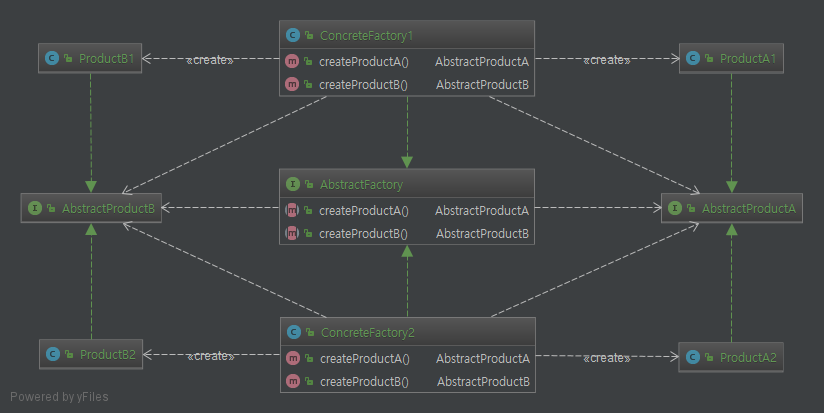 ConcreteFactory1
createProductA() AbstractProductA
createProductB() AbstractProductB
ProductB1
«create»
«create»
ProductA1
AbstractFactory
createProductA() AbstractProductA
createProductB() AbstractProductB
AbstractProductB
AbstractProductA
ConcreteFactory2
createProductA() AbstractProductA
createProductB() AbstractProductB
ProductB2
«create»
«create»
ProductA2
Powered by yFiles